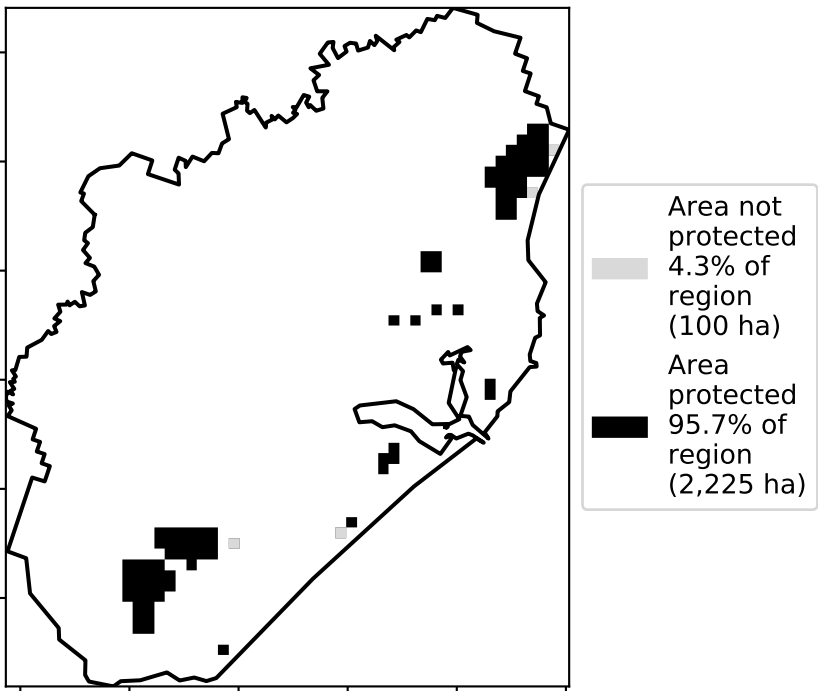 Area not
protected
4.3% of
region
(100 ha)
Area
protected
95.7% of
region
(2,225 ha)